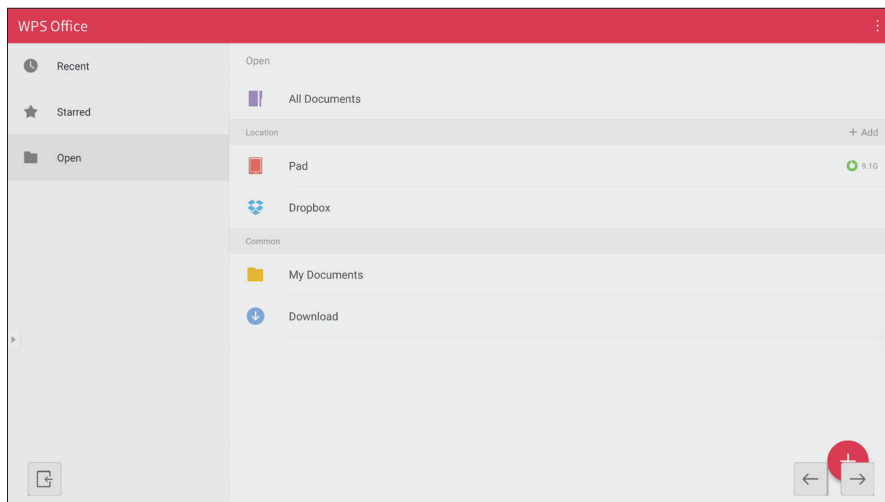 WPS Office
Recent
Starred
Open
Open
All Documents
Location
+ Add
Pad
9.1G
Dropbox
Common
My Documents
Download